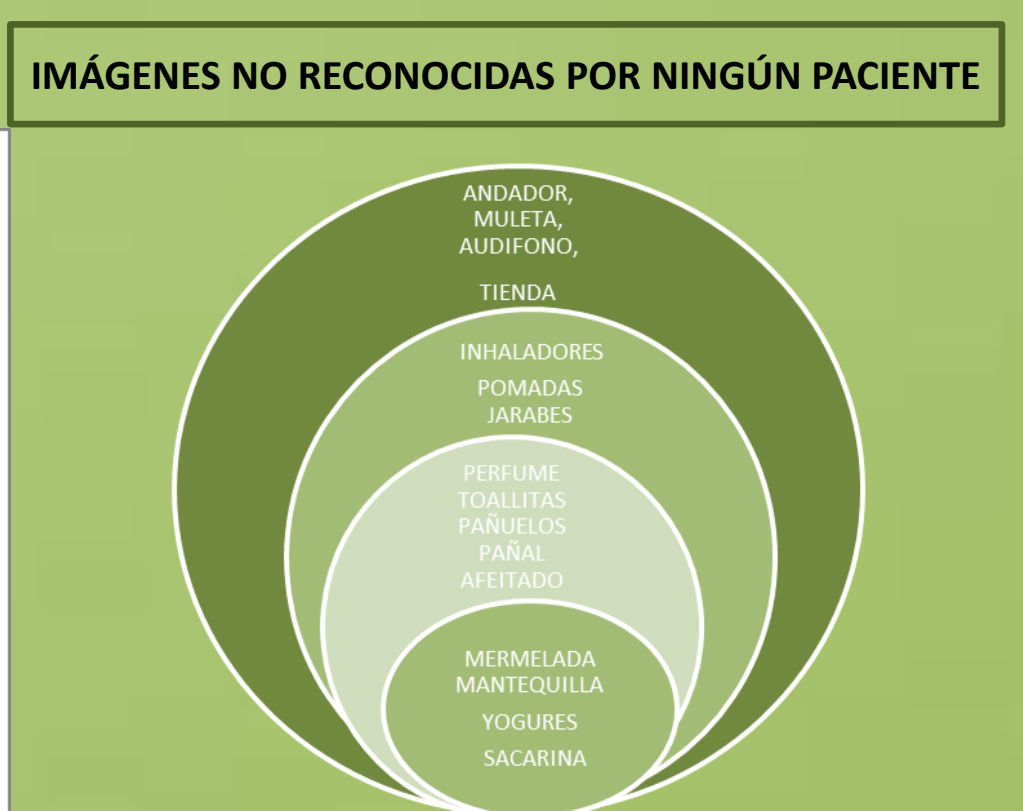 IMÁGENES NO RECONOCIDAS POR NINGÚN PACIENTE
ANDADOR,
MULETA,
AUDIFONO,
TIENDA
INHALADORES
POMADAS
JARABES
PERFUME
TOALLITAS
PAÑUELOS
PAÑAL
AFEITADO
MERMELADA
MANTEQUILLA
YOGURES
SACARINA